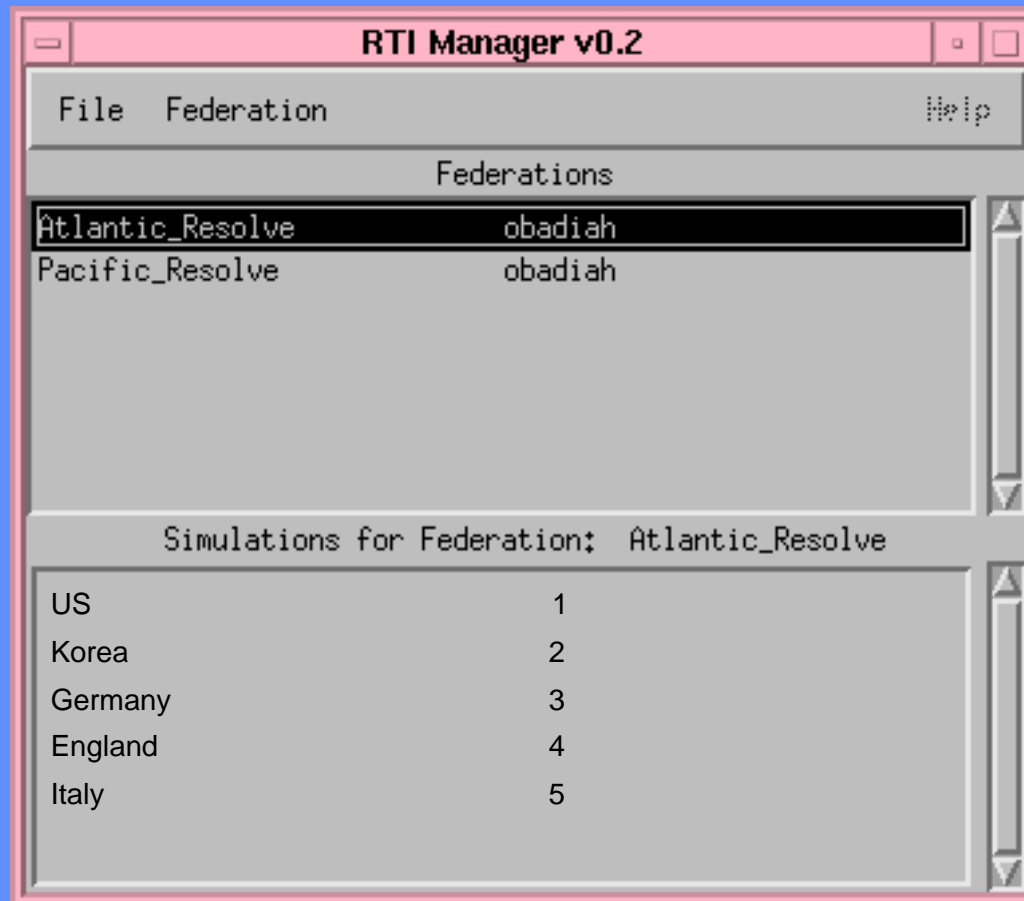 RTI Manager v0.2
File Federation Help
Federations
Atlantic_Resolve obadiah
Pacific_Resolve obadiah
Simulations for Federation: Atlantic_Resolve
US 1
Korea 2
Germany 3
England 4
Italy 5